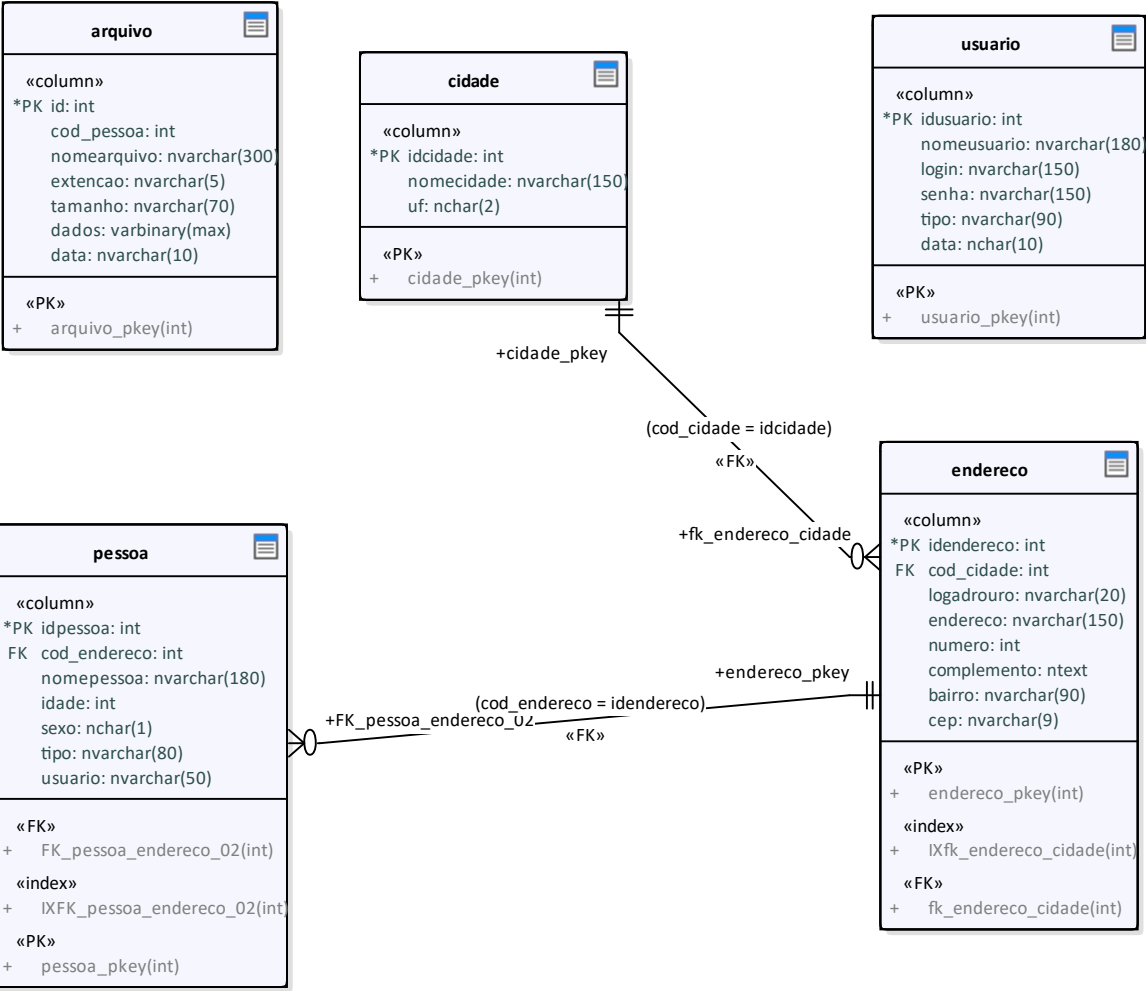 arquivo
«column»
*PK id: int
cod_pessoa: int
nomearquivo: nvarchar(300)
extencao: nvarchar(5)
tamanho: nvarchar(70)
dados: varbinary(max)
data: nvarchar(10)
«PK»
+ arquivo_pkey(int)
cidade
«column»
*PK idcidade: int
nomecidade: nvarchar(150)
uf: nchar(2)
«PK»
+ cidade_pkey(int)
usuario
«column»
*PK idusuario: int
nomeusuario: nvarchar(180)
login: nvarchar(150)
senha: nvarchar(150)
tipo: nvarchar(90)
data: nchar(10)
«PK»
+ usuario_pkey(int)
+cidade_pkey
(cod_cidade = idcidade)
«FK»
+fk_endereco_cidade
endereco
«column»
*PK idendereco: int
FK cod_cidade: int
logadrouro: nvarchar(20)
endereco: nvarchar(150)
numero: int
complemento: ntext
bairro: nvarchar(90)
cep: nvarchar(9)
«PK»
+ endereco_pkey(int)
«index»
+ IXfk_endereco_cidade(int)
«FK»
+ fk_endereco_cidade(int)
+endereco_pkey
(cod_endereco = idendereco)
+FK_pessoa_endereco_02
«FK»
pessoa
«column»
*PK idpessoa: int
FK cod_endereco: int
nomepessoa: nvarchar(180)
idade: int
sexo: nchar(1)
tipo: nvarchar(80)
usuario: nvarchar(50)
«FK»
+ FK_pessoa_endereco_02(int)
«index»
+ IXFK_pessoa_endereco_02(int)
«PK»
+ pessoa_pkey(int)